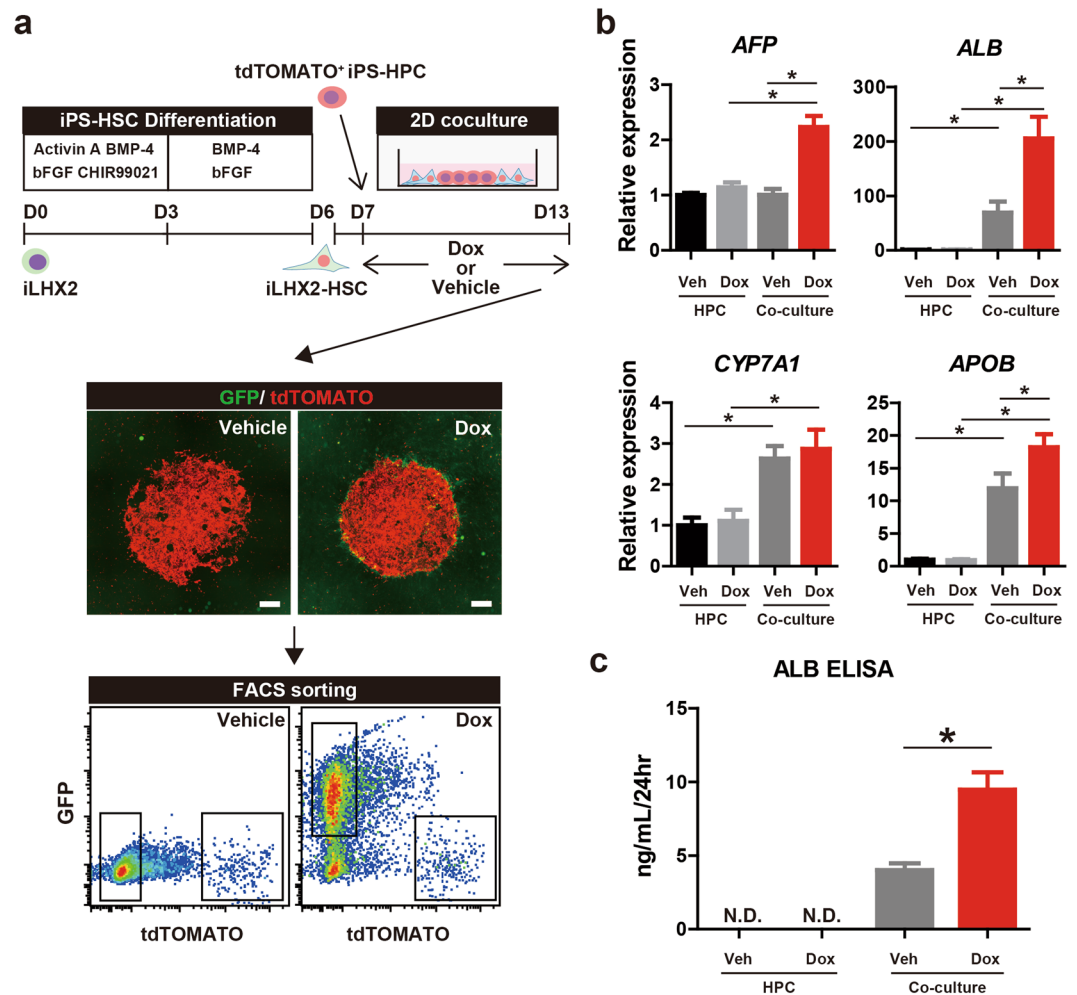 a
tdTOMATO⁺ iPS-HPC
iPS-HSC Differentiation
2D coculture
Activin A BMP-4
bFGF CHIR99021
BMP-4
bFGF
D0
D3
D6
D7
D13
iLHX2
iLHX2-HSC
Dox
or
Vehicle
GFP/ tdTOMATO
Vehicle
Dox
FACS sorting
Vehicle
Dox
GFP
tdTOMATO
tdTOMATO
b
AFP
Relative expression
3
2
1
0
*
*
Veh Dox Veh Dox
HPC Co-culture
ALB
300
200
100
0
*
*
*
Veh Dox Veh Dox
HPC Co-culture
CYP7A1
Relative expression
4
3
2
1
0
*
*
Veh Dox Veh Dox
HPC Co-culture
APOB
25
20
15
10
5
0
*
*
*
Veh Dox Veh Dox
HPC Co-culture
c
ALB ELISA
ng/mL/24hr
15
10
5
0
*
N.D. N.D.
Veh Dox Veh Dox
HPC Co-culture